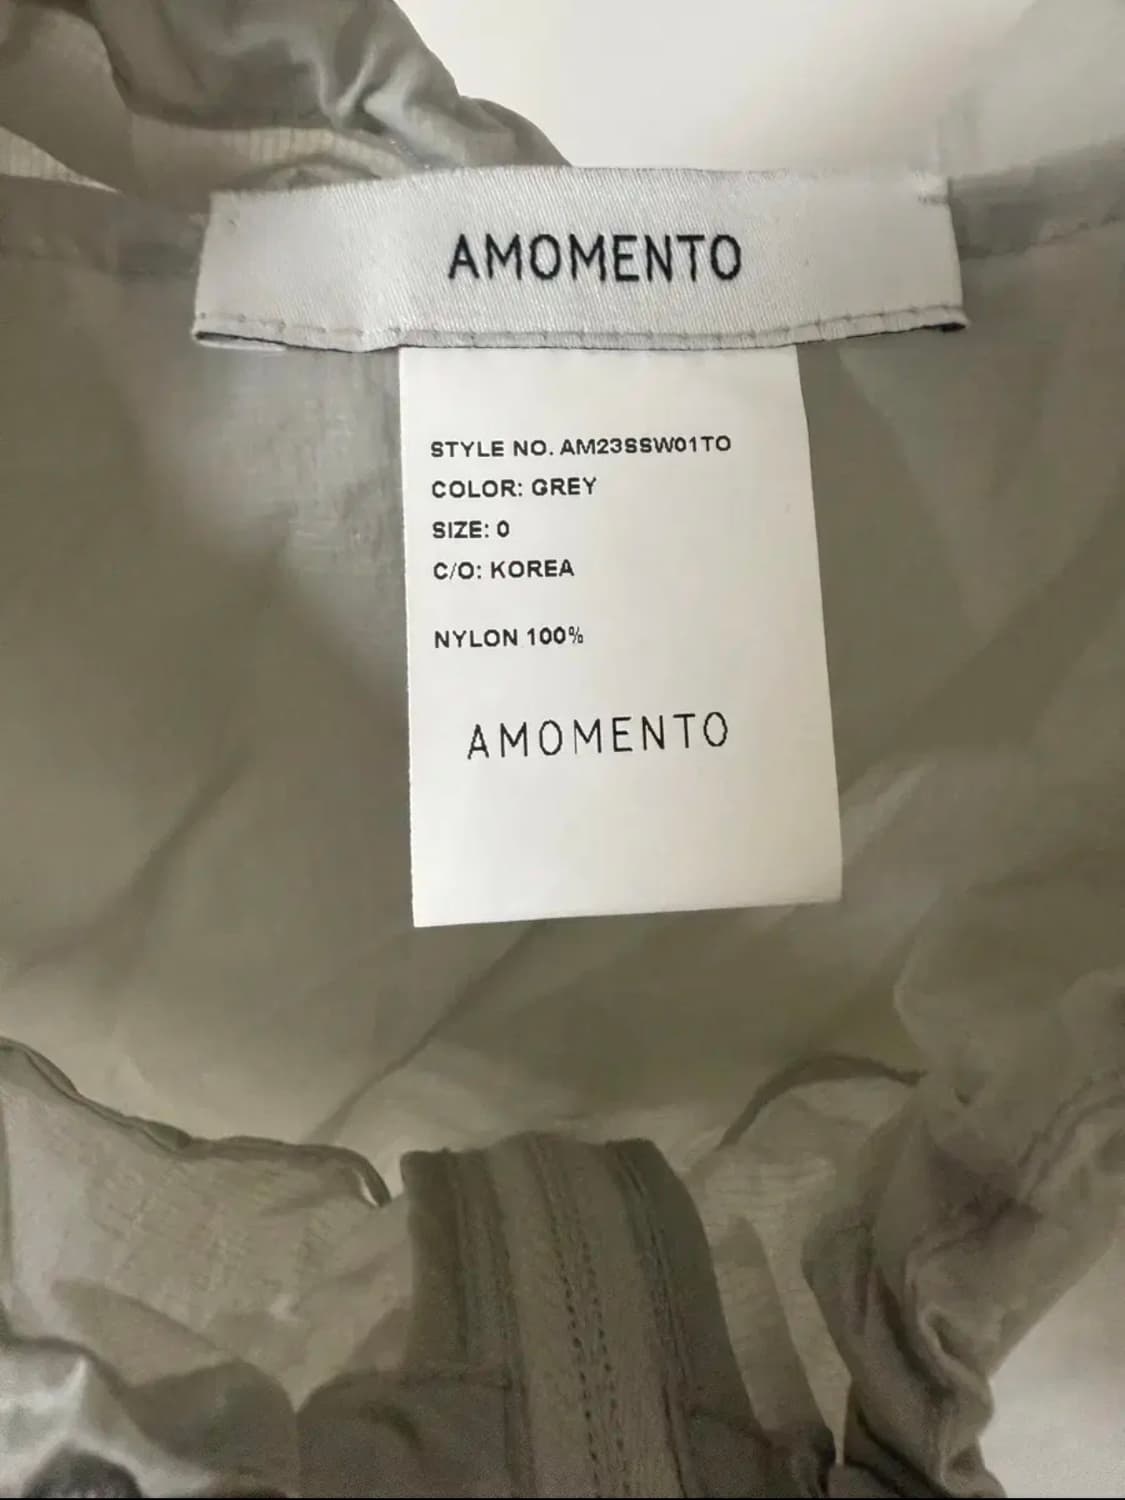 AMOMENTO
STYLE NO. AM23SSW01TO
COLOR: GREY
SIZE: 0
C/O: KOREA
NYLON 100%
AMOMENTO